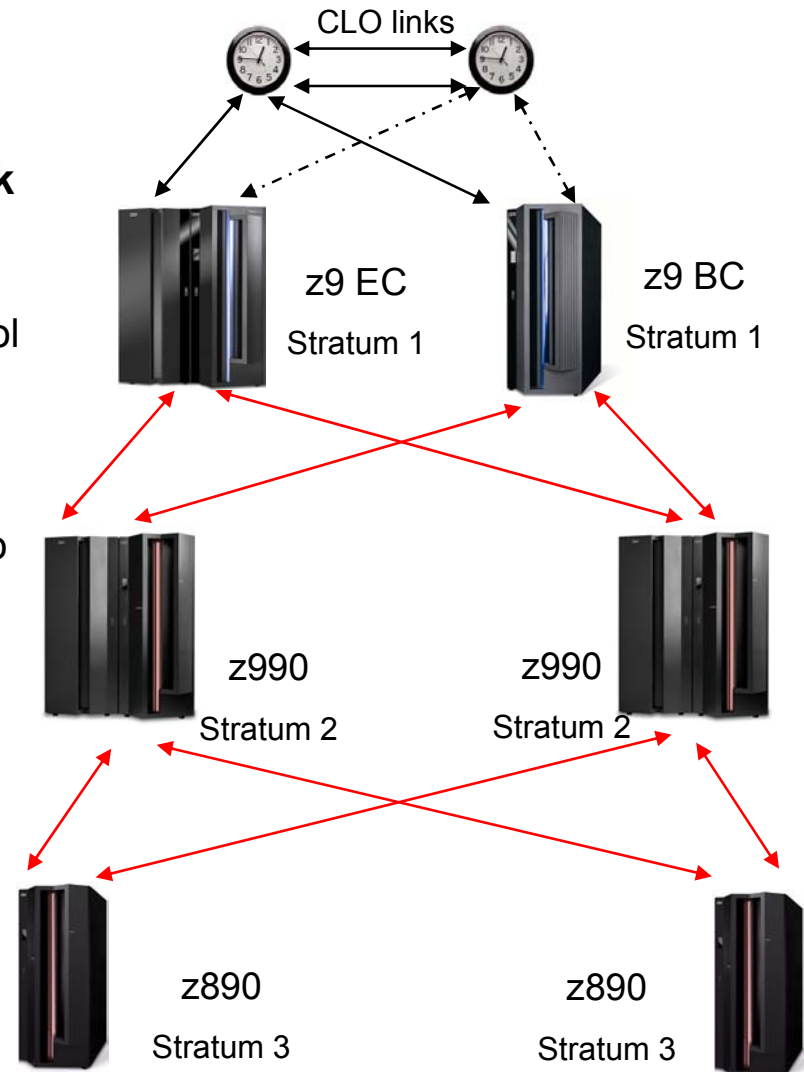 CLO links
k
z9 EC
Stratum 1
z9 BC
Stratum 1
ol
o
z990
Stratum 2
z990
Stratum 2
z890
Stratum 3
z890
Stratum 3